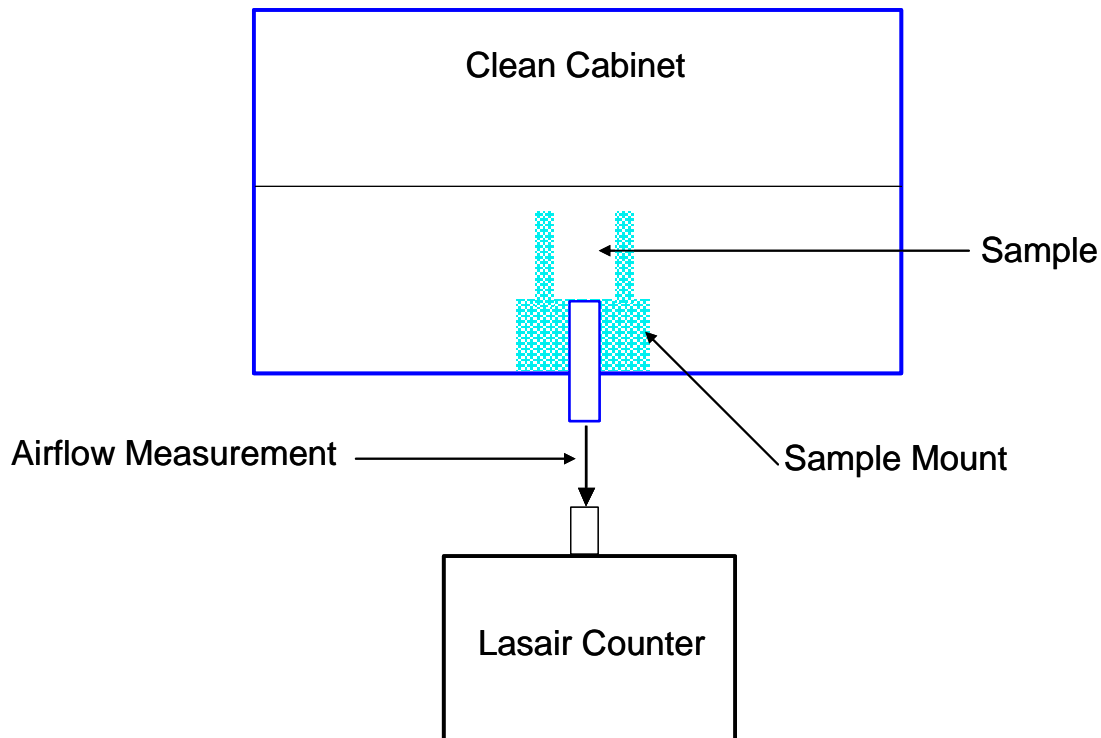 Clean Cabinet
Sample
Airflow Measurement
Sample Mount
Lasair Counter